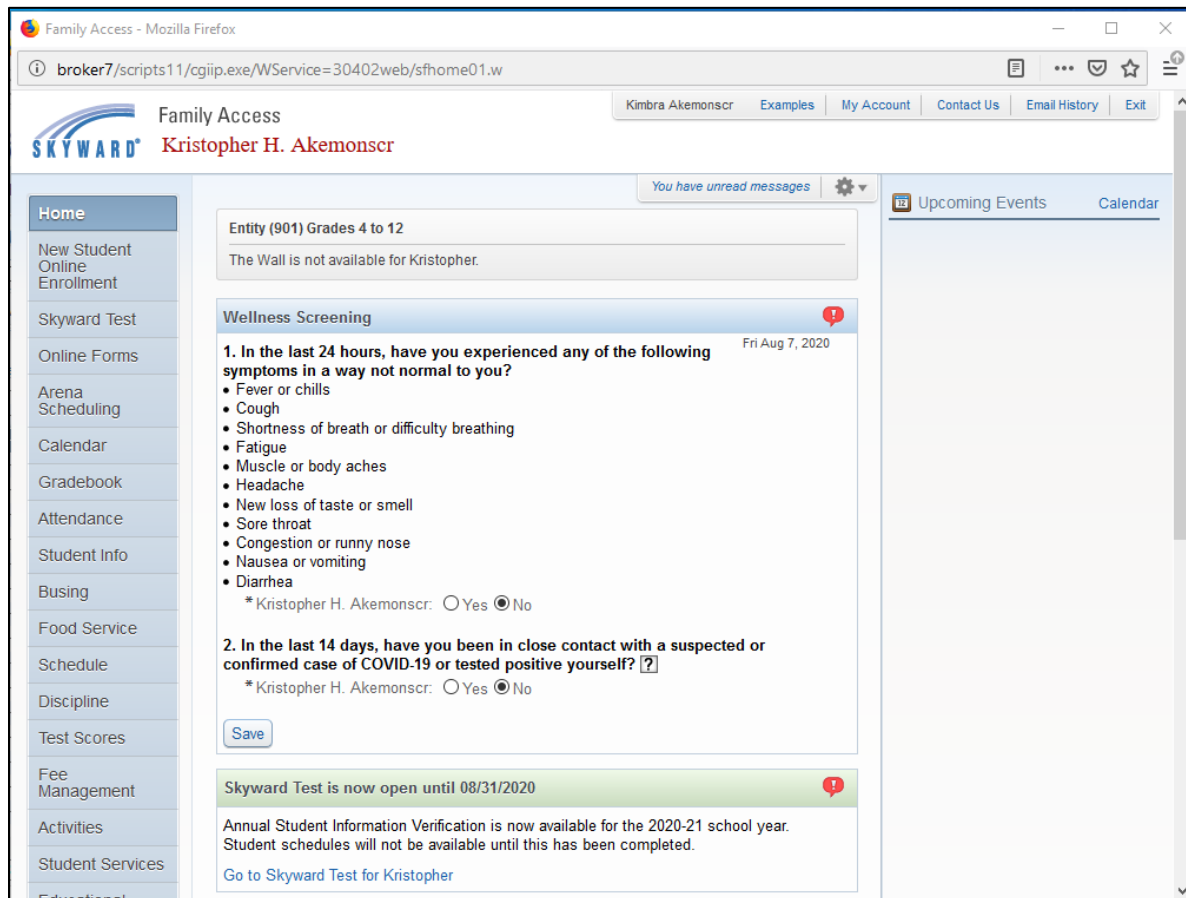 Family Access - Mozilla Firefox
broker7/scripts11/cgiip.exe/WService=30402web/sfhome01.w
Kimbra Akemonscr Examples My Account Contact Us Email History Exit
SKYWARD®
Family Access
Kristopher H. Akemonscr
You have unread messages
Home
New Student
Online
Enrollment
Skyward Test
Online Forms
Arena
Scheduling
Calendar
Gradebook
Attendance
Student Info
Busing
Food Service
Schedule
Discipline
Test Scores
Fee
Management
Activities
Student Services
Educational
Entity (901) Grades 4 to 12
The Wall is not available for Kristopher.
Wellness Screening
Fri Aug 7, 2020
1. In the last 24 hours, have you experienced any of the following
symptoms in a way not normal to you?
• Fever or chills
• Cough
• Shortness of breath or difficulty breathing
• Fatigue
• Muscle or body aches
• Headache
• New loss of taste or smell
• Sore throat
• Congestion or runny nose
• Nausea or vomiting
• Diarrhea
* Kristopher H. Akemonscr: Yes No
2. In the last 14 days, have you been in close contact with a suspected or
confirmed case of COVID-19 or tested positive yourself? ?
* Kristopher H. Akemonscr: Yes No
Save
Skyward Test is now open until 08/31/2020
Annual Student Information Verification is now available for the 2020-21 school year.
Student schedules will not be available until this has been completed.
Go to Skyward Test for Kristopher
12 Upcoming Events Calendar